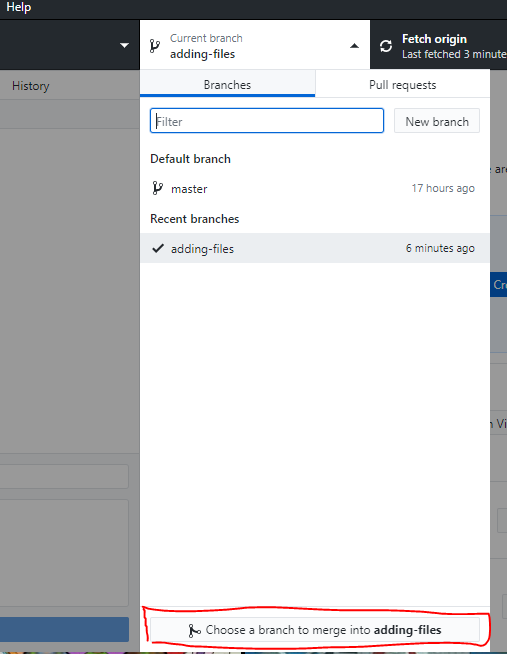 Help
Current branch
adding-files
Fetch origin
Last fetched 3 minute
History
Branches
Pull requests
Filter
New branch
Default branch
master
17 hours ago
Recent branches
adding-files
6 minutes ago
Choose a branch to merge into adding-files
are
Cre
Vi